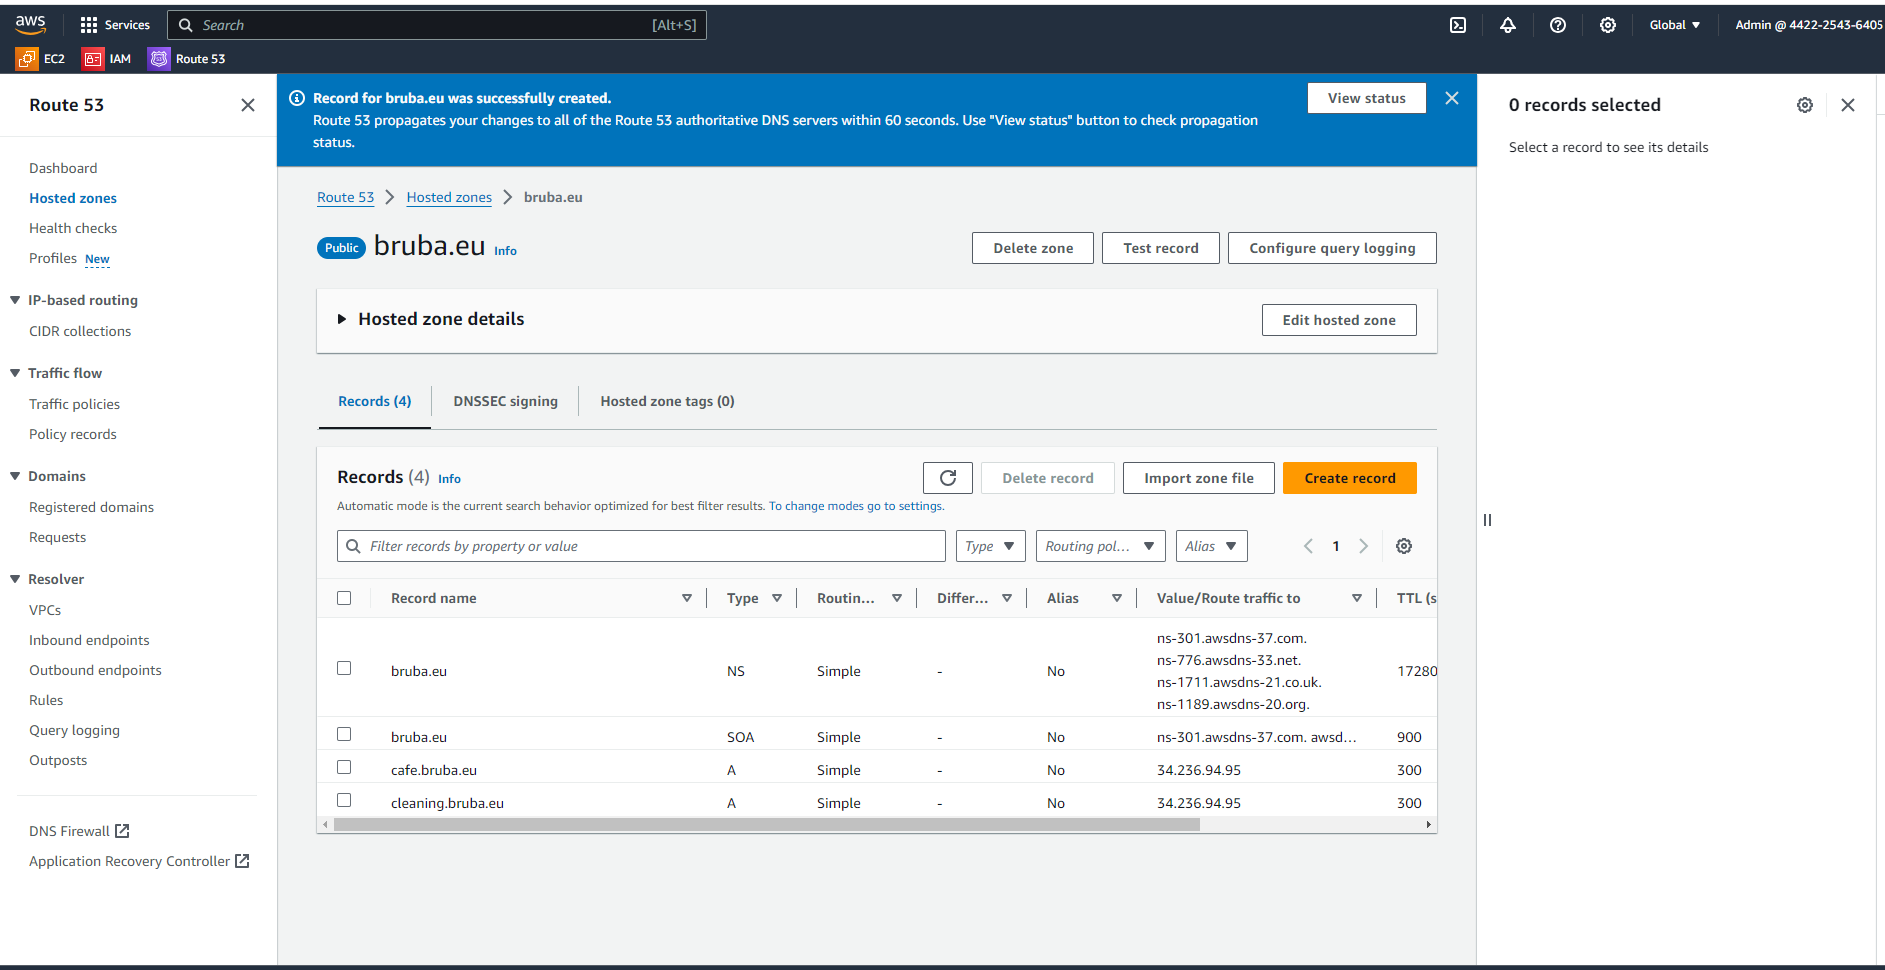 aws
Services
Search [Alt+S]
Global
Admin @ 4422-2543-6405
EC2
IAM
Route 53
Route 53
Dashboard
Hosted zones
Health checks
Profiles New
IP-based routing
CIDR collections
Traffic flow
Traffic policies
Policy records
Domains
Registered domains
Requests
Resolver
VPCs
Inbound endpoints
Outbound endpoints
Rules
Query logging
Outposts
DNS Firewall
Application Recovery Controller
Record for bruba.eu was successfully created.
Route 53 propagates your changes to all of the Route 53 authoritative DNS servers within 60 seconds. Use "View status" button to check propagation
status.
View status
Route 53 > Hosted zones > bruba.eu
Public bruba.eu Info
Delete zone
Test record
Configure query logging
Hosted zone details
Edit hosted zone
Records (4)
DNSSEC signing
Hosted zone tags (0)
Records (4) Info
Delete record
Import zone file
Create record
Automatic mode is the current search behavior optimized for best filter results. To change modes go to settings.
Filter records by property or value
Type
Routing pol...
Alias
1
Record name Type Routin... Differ... Alias Value/Route traffic to TTL (s
ns-301.awsdns-37.com.
ns-776.awsdns-33.net.
bruba.eu NS Simple - No 17280
ns-1711.awsdns-21.co.uk.
ns-1189.awsdns-20.org.
bruba.eu SOA Simple - No ns-301.awsdns-37.com. awsd... 900
cafe.bruba.eu A Simple - No 34.236.94.95 300
cleaning.bruba.eu A Simple - No 34.236.94.95 300
0 records selected
Select a record to see its details